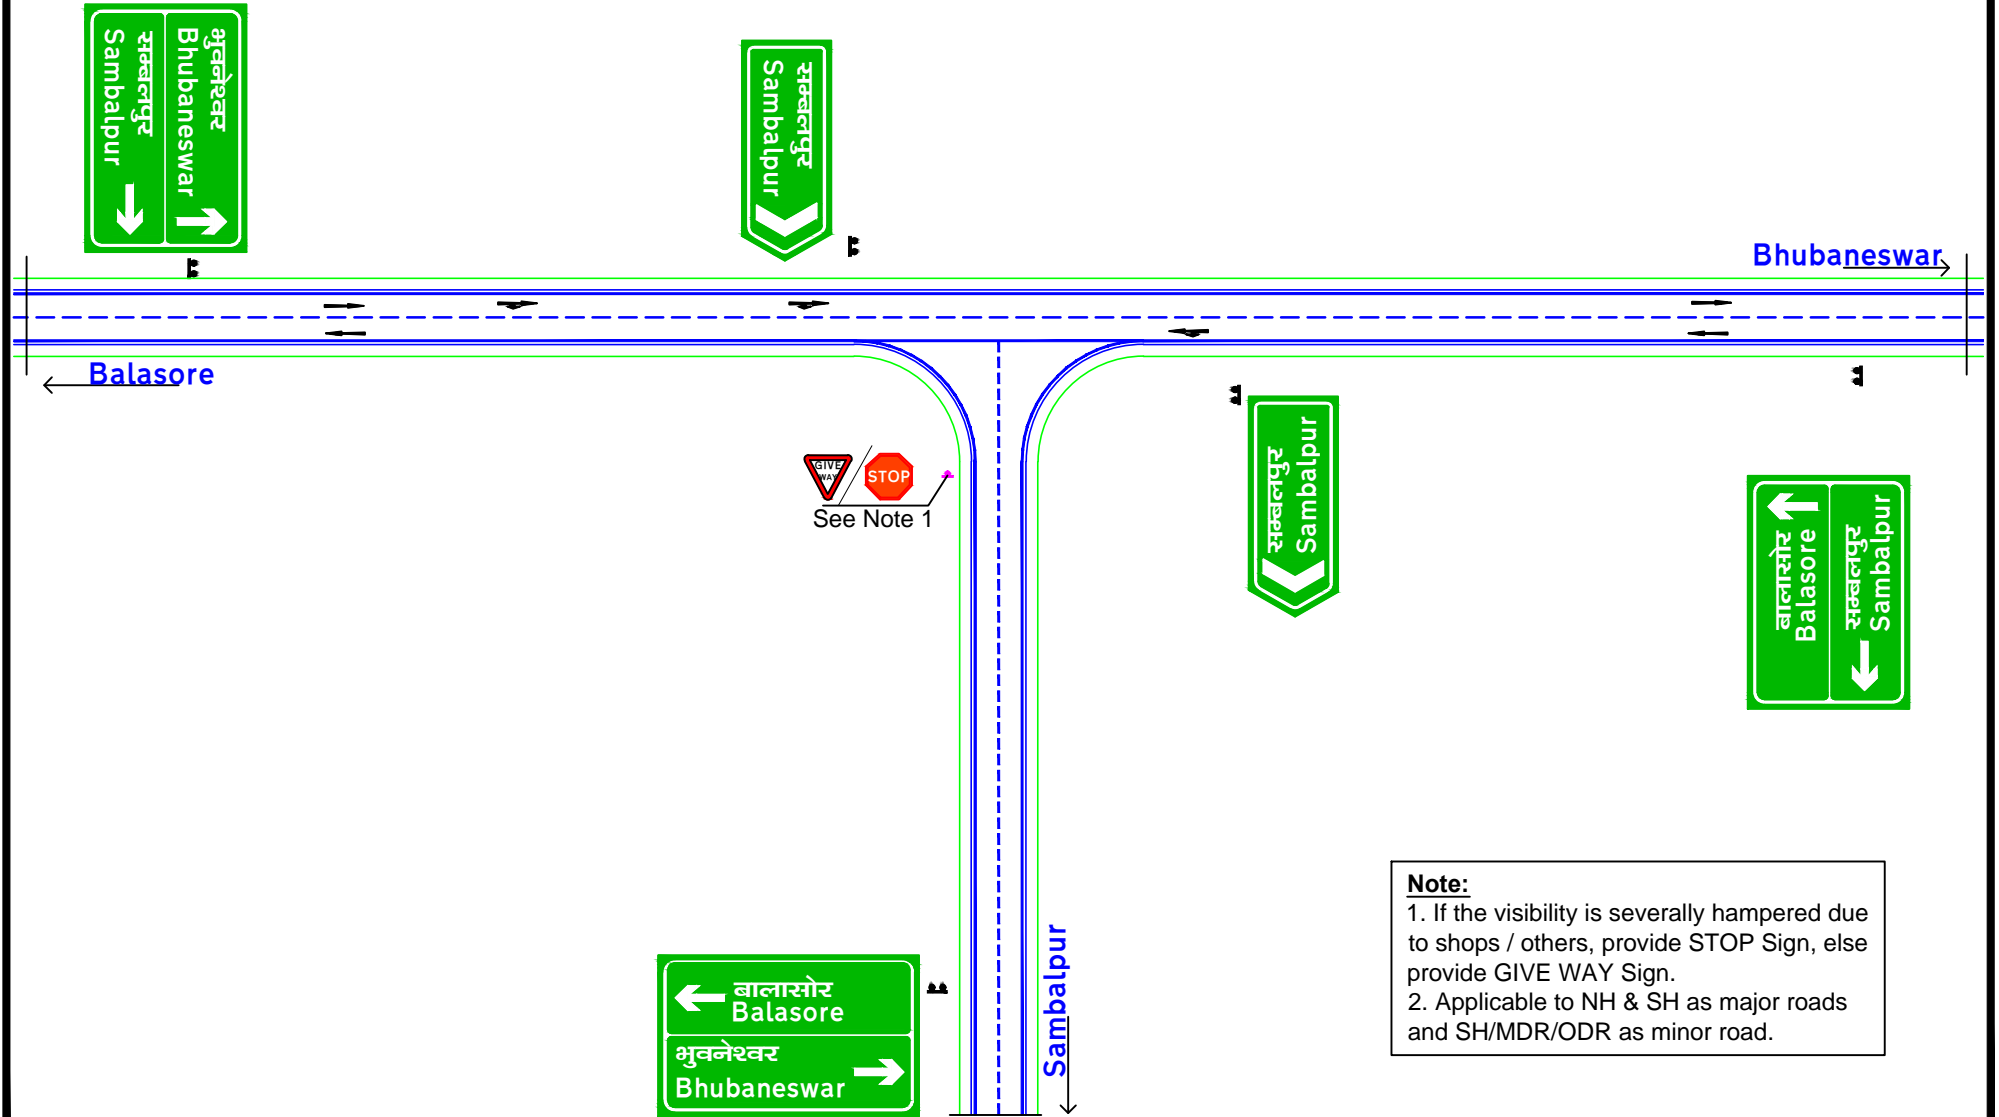 भुवनेश्वर
Bhubaneswar
सम्बलपुर
Sambalpur
सम्बलपुर
Sambalpur
Bhubaneswar
Balasore
GIVE
WAY
STOP
See Note 1
सम्बलपुर
Sambalpur
बालासोर
Balasore
सम्बलपुर
Sambalpur
बालासोर
Balasore
भुवनेश्वर
Bhubaneswar
Sambalpur
Note:
1. If the visibility is severally hampered due
to shops / others, provide STOP Sign, else
provide GIVE WAY Sign.
2. Applicable to NH & SH as major roads
and SH/MDR/ODR as minor road.